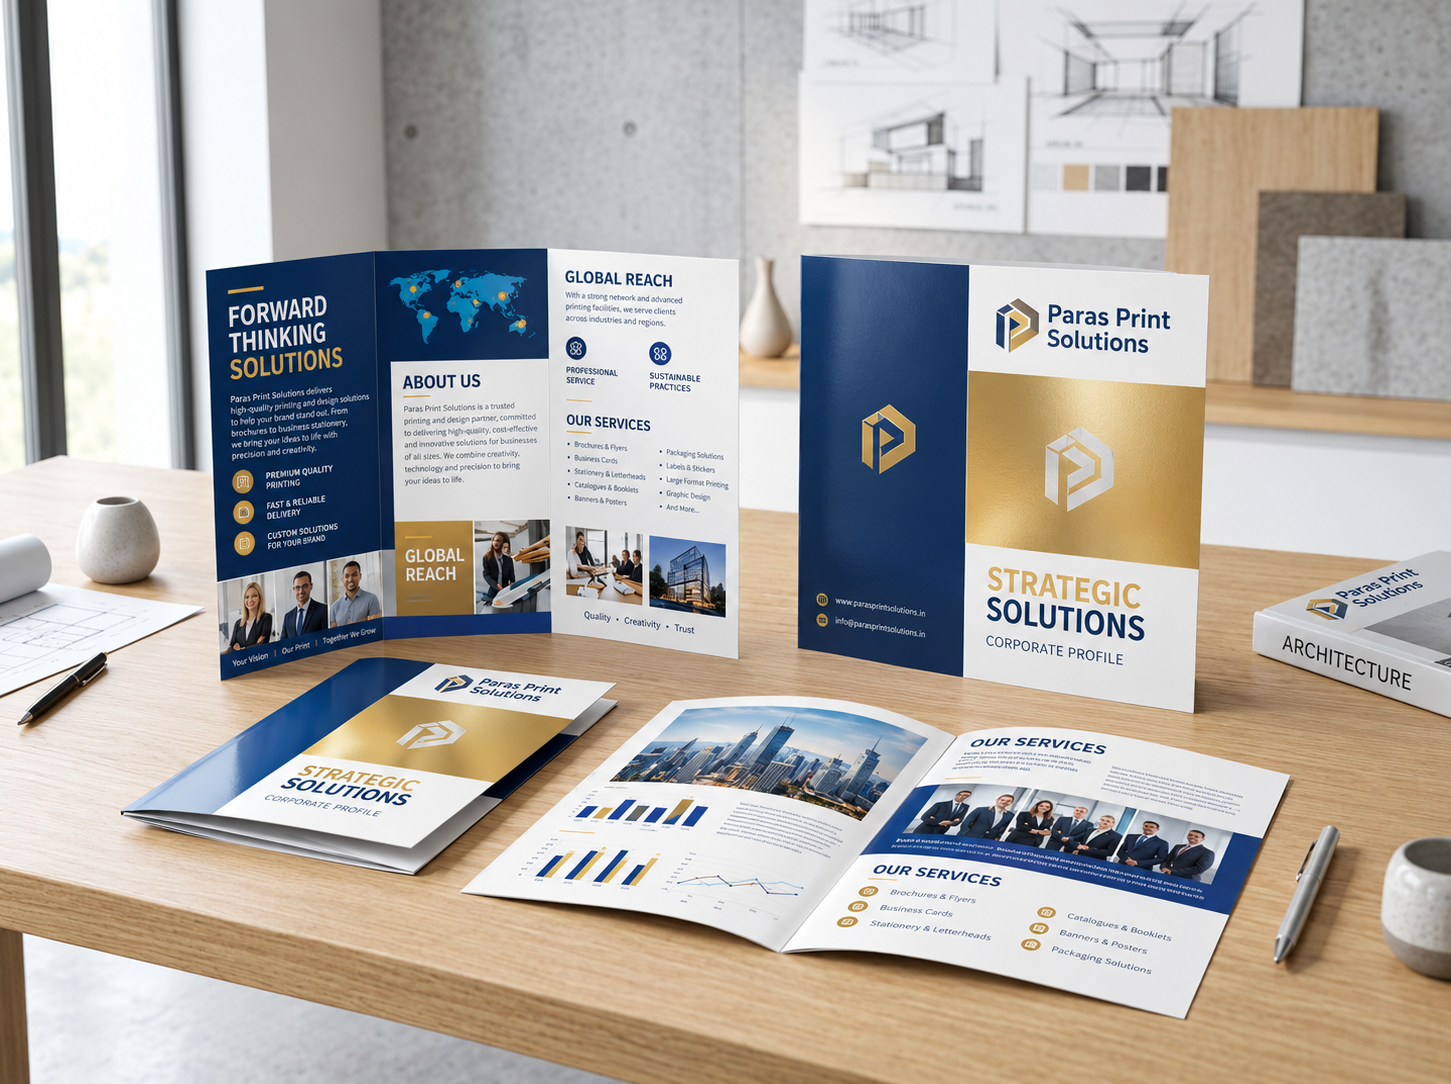 FORWARD
THINKING
SOLUTIONS
Paras Print Solutions delivers
high-quality printing and design solutions
to help your brand stand out. From
brochures to business stationery,
we bring your ideas to life with
precision and creativity.
PREMIUM QUALITY
PRINTING
FAST & RELIABLE
DELIVERY
CUSTOM SOLUTIONS
FOR YOUR BRAND
Your Vision | Our Print | Together We Grow
ABOUT US
Paras Print Solutions is a trusted
printing and design partner, committed
to delivering high-quality, cost-effective
and innovative solutions for businesses
of all sizes. We combine creativity,
technology and precision to bring
your ideas to life.
GLOBAL
REACH
GLOBAL REACH
With a strong network and advanced
printing facilities, we serve clients
across industries and regions.
PROFESSIONAL
SERVICE
SUSTAINABLE
PRACTICES
OUR SERVICES
• Brochures & Flyers
• Business Cards
• Stationery & Letterheads
• Catalogues & Booklets
• Banners & Posters
• Packaging Solutions
• Labels & Stickers
• Large Format Printing
• Graphic Design
• And More...
Quality • Creativity • Trust
www.parasprintsolutions.in
info@parasprintsolutions.in
Paras Print
Solutions
STRATEGIC
SOLUTIONS
CORPORATE PROFILE
Paras Print
Solutions
ARCHITECTURE
Paras Print
Solutions
STRATEGIC
SOLUTIONS
CORPORATE PROFILE
OUR SERVICES
OUR SERVICES
Brochures & Flyers
Business Cards
Stationery & Letterheads
Catalogues & Booklets
Banners & Posters
Packaging Solutions